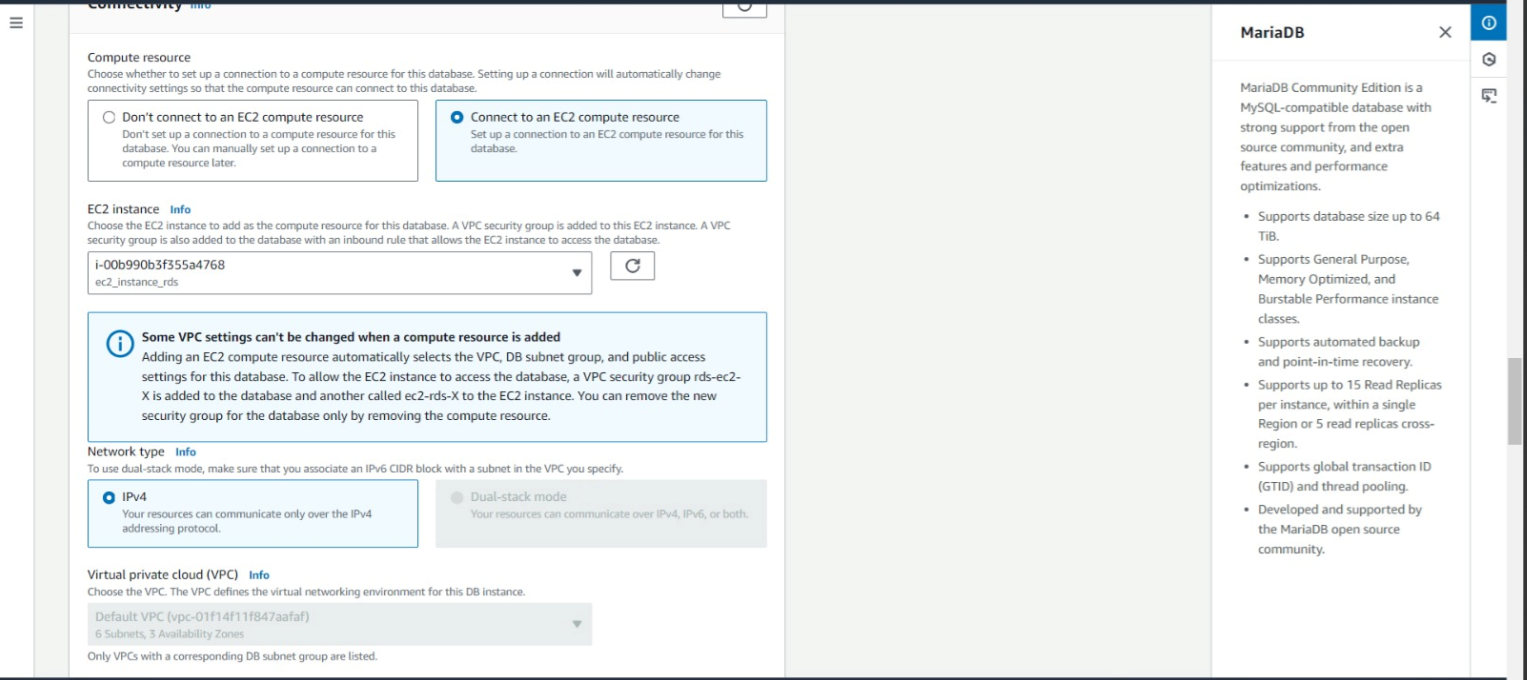 Connectivity Info
Compute resource
Choose whether to set up a connection to a compute resource for this database. Setting up a connection will automatically change
connectivity settings so that the compute resource can connect to this database.
Don't connect to an EC2 compute resource
Don't set up a connection to a compute resource for this
database. You can manually set up a connection to a
compute resource later.
Connect to an EC2 compute resource
Set up a connection to an EC2 compute resource for this
database.
EC2 instance Info
Choose the EC2 instance to add as the compute resource for this database. A VPC security group is added to this EC2 instance. A VPC
security group is also added to the database with an inbound rule that allows the EC2 instance to access the database.
i-00b990b3f355a4768
ec2_instance_rds
Some VPC settings can't be changed when a compute resource is added
Adding an EC2 compute resource automatically selects the VPC, DB subnet group, and public access
settings for this database. To allow the EC2 instance to access the database, a VPC security group rds-ec2-
X is added to the database and another called ec2-rds-X to the EC2 instance. You can remove the new
security group for the database only by removing the compute resource.
Network type Info
To use dual-stack mode, make sure that you associate an IPv6 CIDR block with a subnet in the VPC you specify.
IPv4
Your resources can communicate only over the IPv4
addressing protocol.
Dual-stack mode
Your resources can communicate over IPv4, IPv6, or both.
Virtual private cloud (VPC) Info
Choose the VPC. The VPC defines the virtual networking environment for this DB instance.
Default VPC (vpc-01f14f11f847aafaf)
6 Subnets, 3 Availability Zones
Only VPCs with a corresponding DB subnet group are listed.
MariaDB
MariaDB Community Edition is a
MySQL-compatible database with
strong support from the open
source community, and extra
features and performance
optimizations.
• Supports database size up to 64
TiB.
• Supports General Purpose,
Memory Optimized, and
Burstable Performance instance
classes.
• Supports automated backup
and point-in-time recovery.
• Supports up to 15 Read Replicas
per instance, within a single
Region or 5 read replicas cross-
region.
• Supports global transaction ID
(GTID) and thread pooling.
• Developed and supported by
the MariaDB open source
community.